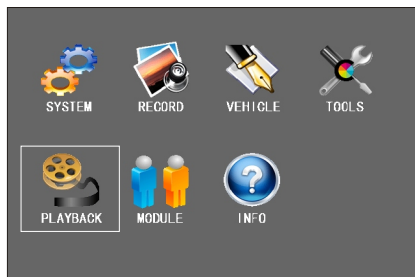 SYSTEM
RECORD
VEHICLE
TOOLS
PLAYBACK
MODULE
INFO